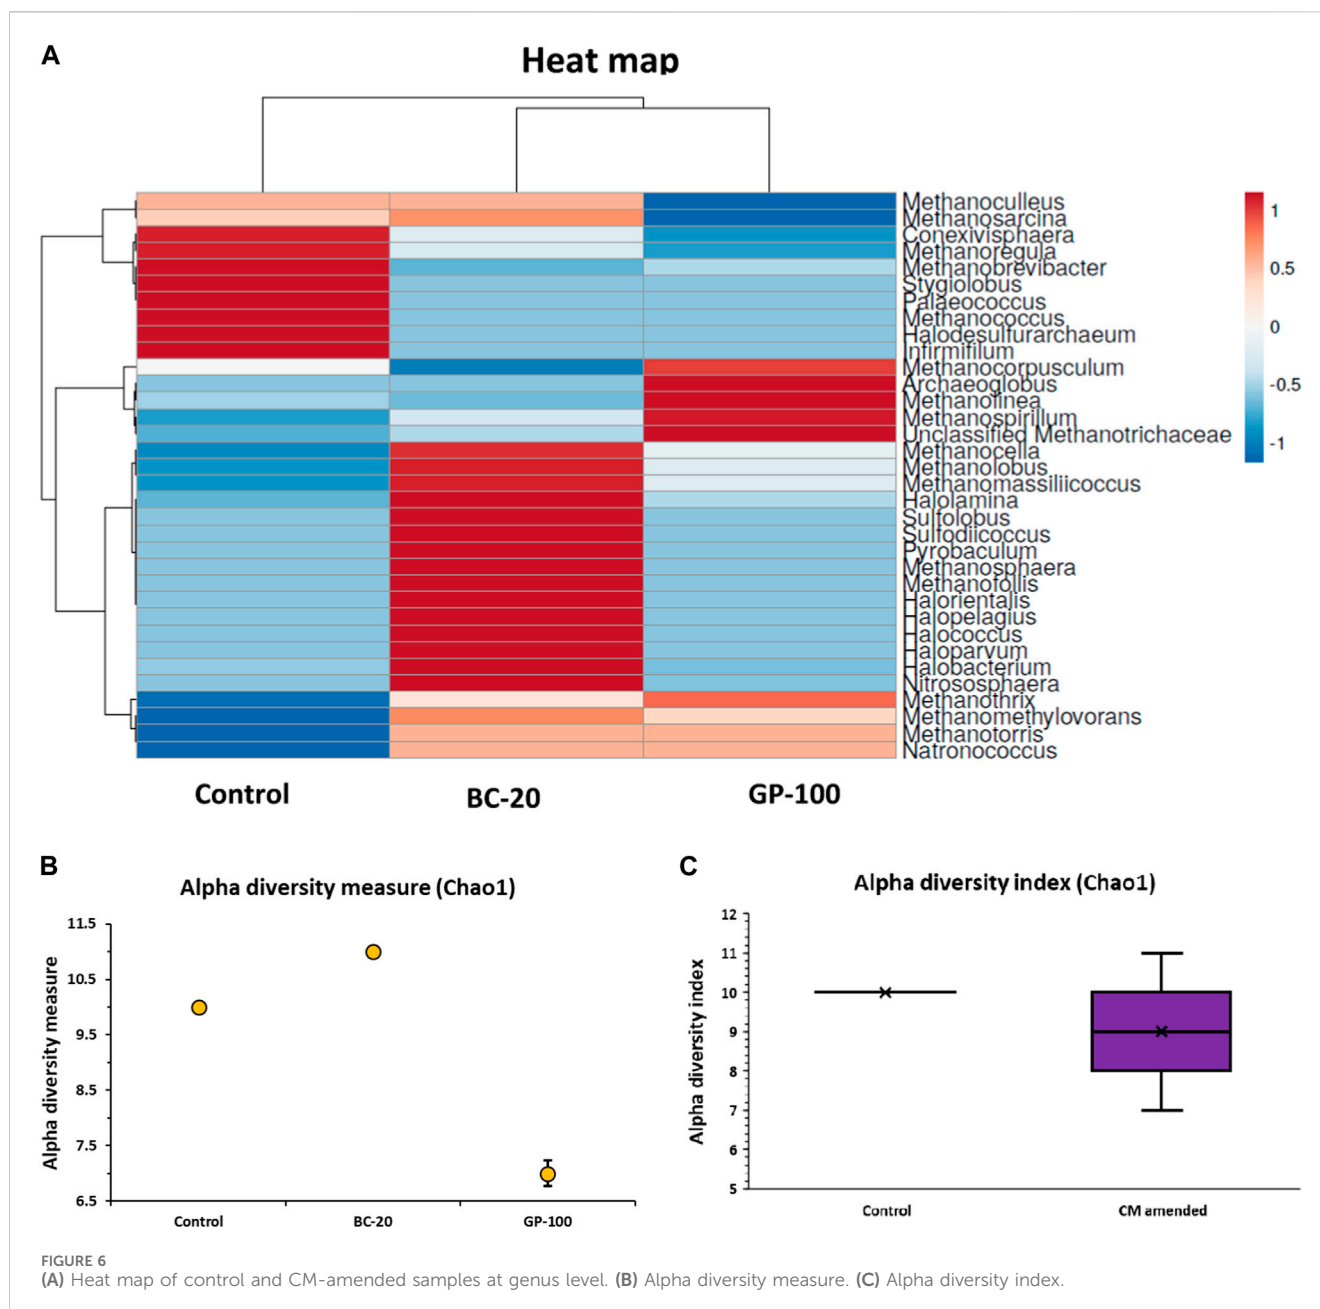 A
Heat map
Methanoculleus
Methanosarcina
Conexivisphaera
Methanoregula
Methanobrevibacter
Stygiolobus
Palaeococcus
Methanococcus
Halodesulfurarchaeum
Infirmifilum
Methanocorpusculum
Archaeoglobus
Methanolinea
Methanospirillum
Unclassified Methanotrichaceae
Methanocella
Methanolobus
Methanomassiliicoccus
Halolamina
Sulfolobus
Sulfodiicoccus
Pyrobaculum
Methanosphaera
Methanofollis
Halorientalis
Halopelagius
Halococcus
Haloparvum
Halobacterium
Nitrososphaera
Methanothrix
Methanomethylovorans
Methanotorris
Natronococcus
1
0.5
0
-0.5
-1
Control BC-20 GP-100
B
Alpha diversity measure (Chao1)
Alpha diversity measure
11.5
10.5
9.5
8.5
7.5
6.5
Control BC-20 GP-100
C
Alpha diversity index (Chao1)
Alpha diversity index
12
11
10
9
8
7
6
5
Control CM amended
FIGURE 6
(A) Heat map of control and CM-amended samples at genus level. (B) Alpha diversity measure. (C) Alpha diversity index.